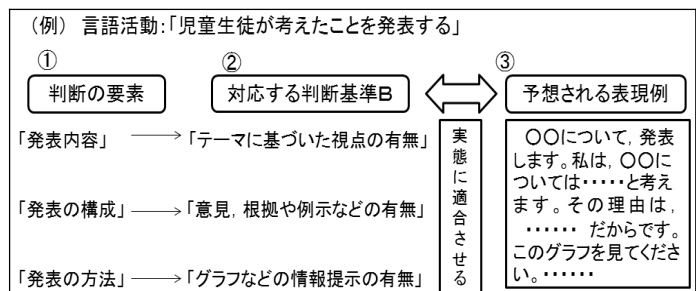 （例） 言語活動:「児童生徒が考えたことを発表する」
① ② ③
判断の要素 対応する判断基準Ｂ 予想される表現例
「発表内容」 「テーマに基づいた視点の有無」
「発表の構成」 「意見，根拠や例示などの有無」
「発表の方法」 「グラフなどの情報提示の有無」
実態に適合させる
〇〇について，発表
します。私は，〇〇に
ついては・・・・・と考え
ます。その理由は，
・・・・・・ だからです。
このグラフを見てくださ
い。・・・・・・